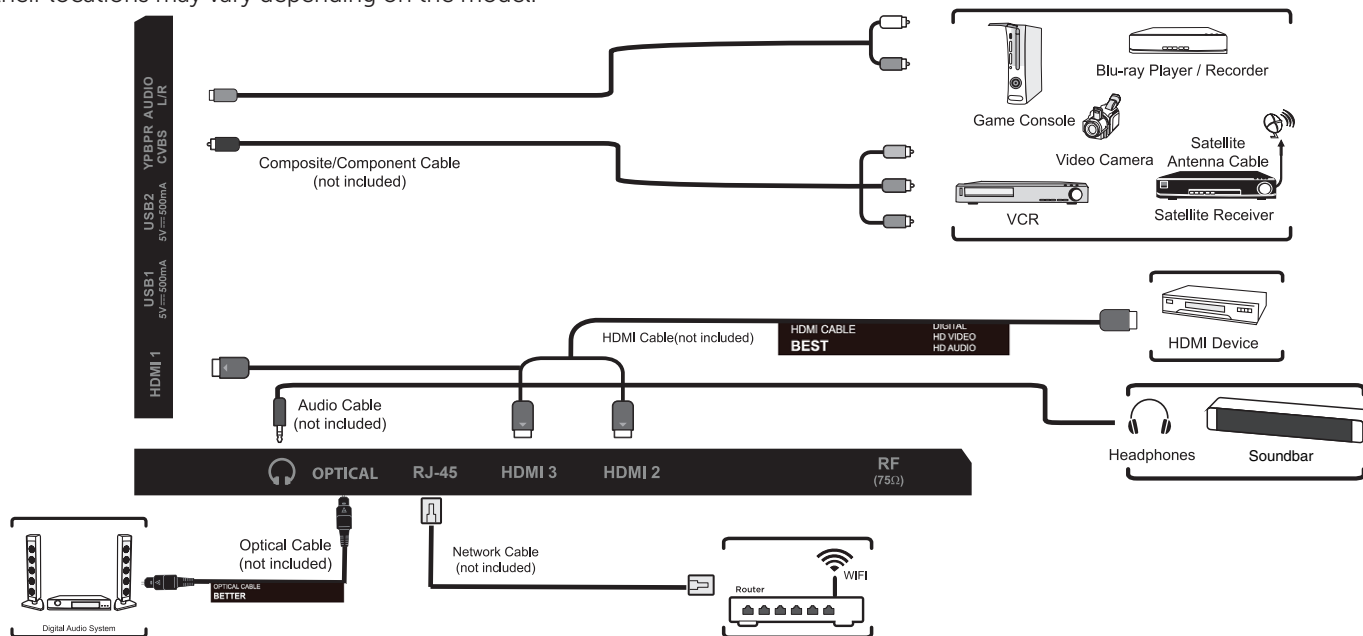 their locations may vary depending on the model.
AUDIO
L/R
YPBPR
CVBS
USB2
5V⎓500mA
USB1
5V⎓500mA
HDMI 1
Composite/Component Cable
(not included)
Game Console
Blu-ray Player / Recorder
Video Camera
Satellite
Antenna Cable
VCR
Satellite Receiver
HDMI Cable(not included)
HDMI CABLE
BEST
DIGITAL
HD VIDEO
HD AUDIO
HDMI Device
Audio Cable
(not included)
Headphones
Soundbar
OPTICAL
RJ-45
HDMI 3
HDMI 2
RF
(75Ω)
Optical Cable
(not included)
OPTICAL CABLE
BETTER
Digital Audio System
Network Cable
(not included)
Router
WIFI